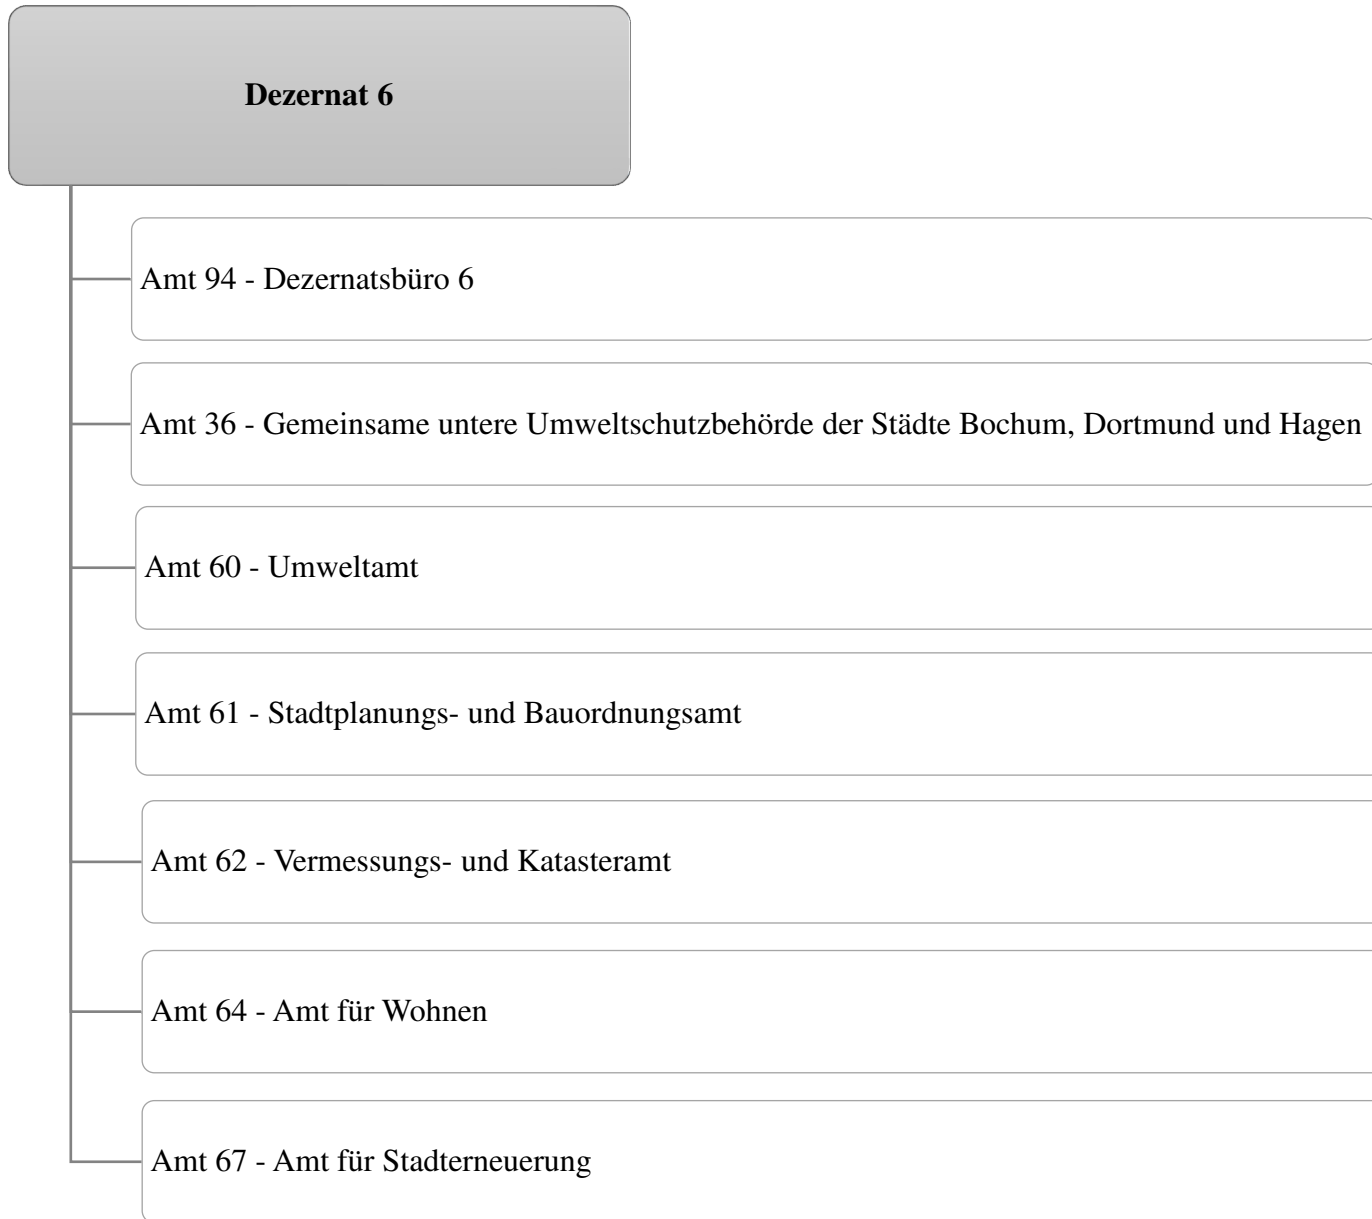 Dezernat 6
Amt 94 - Dezernatsbüro 6
Amt 36 - Gemeinsame untere Umweltschutzbehörde der Städte Bochum, Dortmund und Hagen
Amt 60 - Umweltamt
Amt 61 - Stadtplanungs- und Bauordnungsamt
Amt 62 - Vermessungs- und Katasteramt
Amt 64 - Amt für Wohnen
Amt 67 - Amt für Stadterneuerung